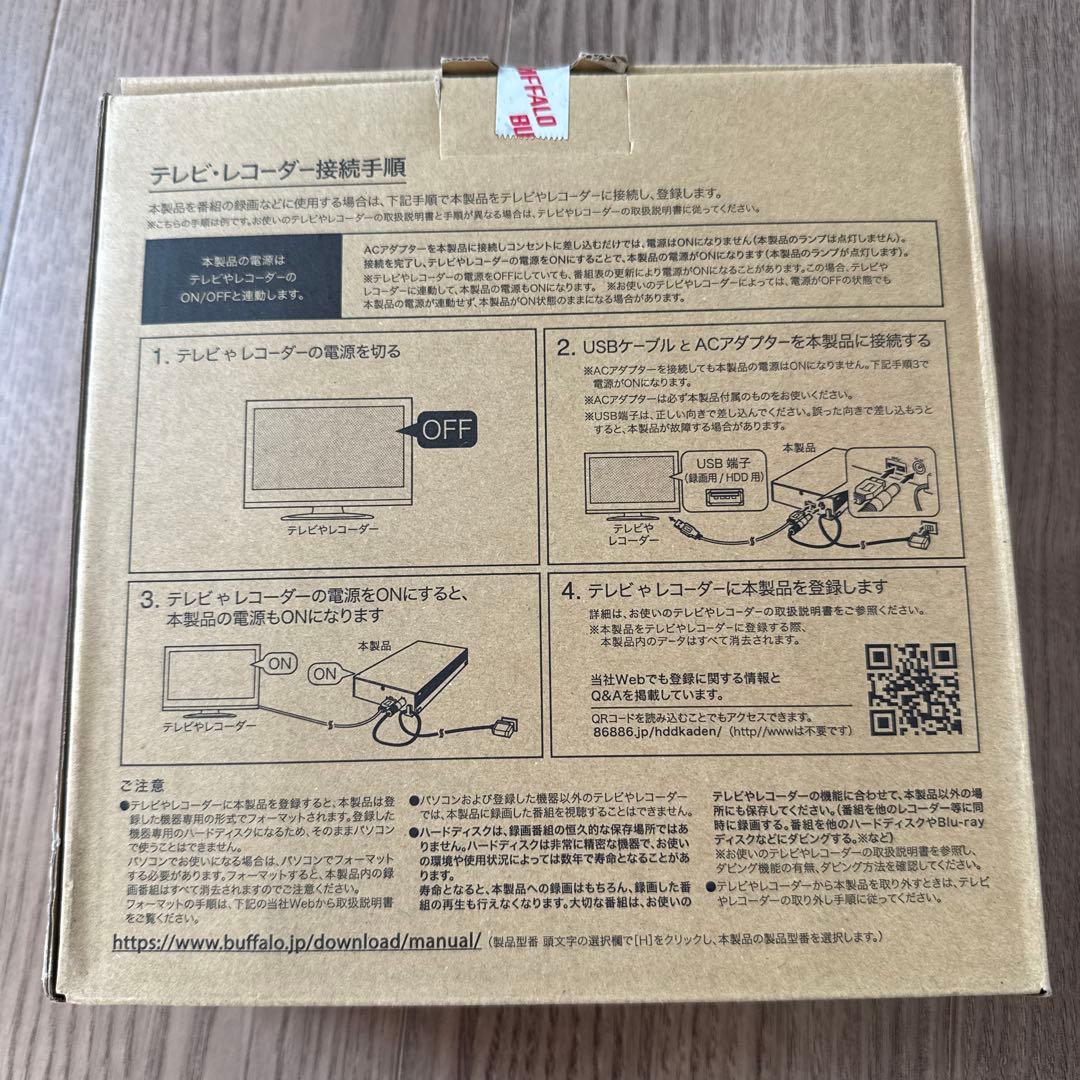 BUFFALO
BU
テレビ・レコーダー接続手順
本製品を番組の録画などに使用する場合は、下記手順で本製品をテレビやレコーダーに接続し、登録します。
※こちらの手順は例です。お使いのテレビやレコーダーの取扱説明書と手順が異なる場合は、テレビやレコーダーの取扱説明書に従ってください。
本製品の電源は
テレビやレコーダーの
ON/OFFと連動します。
ACアダプターを本製品に接続しコンセントに差し込むだけでは、電源はONになりません(本製品のランプは点灯しません)。
接続を完了し、テレビやレコーダーの電源をONにすることで、本製品の電源がONになります(本製品のランプが点灯します)。
※テレビやレコーダーの電源をOFFにしていても、番組表の更新により電源がONになることがあります。この場合、テレビや
レコーダーに連動して、本製品の電源もONになります。 ※お使いのテレビやレコーダーによっては、電源がOFFの状態でも
本製品の電源が連動せず、本製品がON状態のままになる場合があります。
1. テレビやレコーダーの電源を切る
OFF
テレビやレコーダー
2. USBケーブルとACアダプターを本製品に接続する
※ACアダプターを接続しても本製品の電源はONになりません。下記手順3で
電源がONになります。
※ACアダプターは必ず本製品付属のものをお使いください。
※USB端子は、正しい向きで差し込んでください。誤った向きで差し込もうと
すると、本製品が故障する場合があります。
本製品
USB 端子
(録画用/HDD用)
テレビや
レコーダー
3. テレビやレコーダーの電源をONにすると、
本製品の電源もONになります
本製品
ON
ON
テレビやレコーダー
4. テレビやレコーダーに本製品を登録します
詳細は、お使いのテレビやレコーダーの取扱説明書をご参照ください。
※本製品をテレビやレコーダーに登録する際、
本製品内のデータはすべて消去されます。
当社Webでも登録に関する情報と
Q&Aを掲載しています。
QRコードを読み込むことでもアクセスできます。
86886.jp/hddkaden/ (http//wwwは不要です)
ご注意
●テレビやレコーダーに本製品を登録すると、本製品は登
録した機器専用の形式でフォーマットされます。登録した
機器専用のハードディスクになるため、そのままパソコン
で使うことはできません。
パソコンでお使いになる場合は、パソコンでフォーマット
する必要があります。フォーマットすると、本製品内の録
画番組はすべて消去されますのでご注意ください。
フォーマットの手順は、下記の当社Webから取扱説明書
をご覧ください。
●パソコンおよび登録した機器以外のテレビやレコーダー
では、本製品に録画した番組を視聴することはできません。
●ハードディスクは、録画番組の恒久的な保存場所ではあ
りません。ハードディスクは非常に精密な機器で、お使い
の環境や使用状況によっては数年で寿命となることがあ
ります。
寿命となると、本製品への録画はもちろん、録画した番
組の再生も行えなくなります。大切な番組は、お使いの
テレビやレコーダーの機能に合わせて、本製品以外の場
所にも保存してください。(番組を他のレコーダー等に同
時に録画する。番組を他のハードディスクやBlu-ray
ディスクなどにダビングする。※など)
※お使いのテレビやレコーダーの取扱説明書を参照し、
ダビング機能の有無、ダビング方法を確認してください。
●テレビやレコーダーから本製品を取り外すときは、テレビ
やレコーダーの取り外し手順に従ってください。
https://www.buffalo.jp/download/manual/ (製品型番 頭文字の選択欄で[H]をクリックし、本製品の製品型番を選択します。)